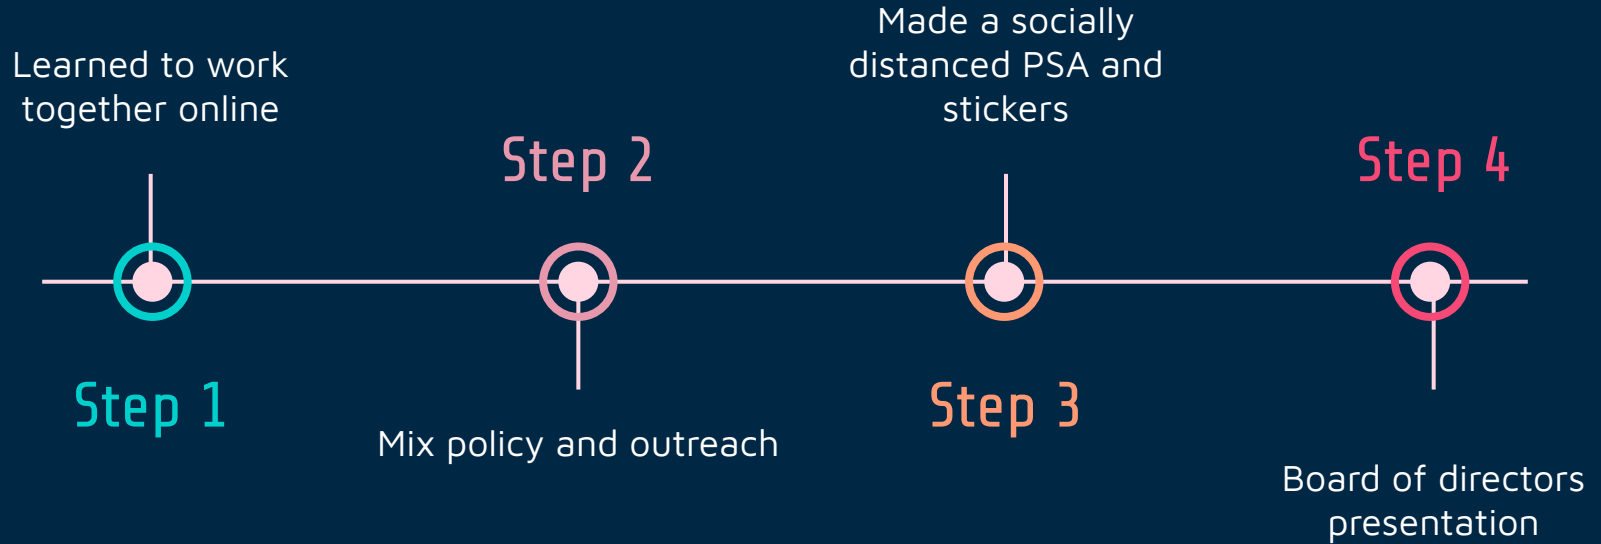 Learned to work
together online
Step 1
Step 2
Mix policy and outreach
Made a socially
distanced PSA and
stickers
Step 3
Step 4
Board of directors
presentation